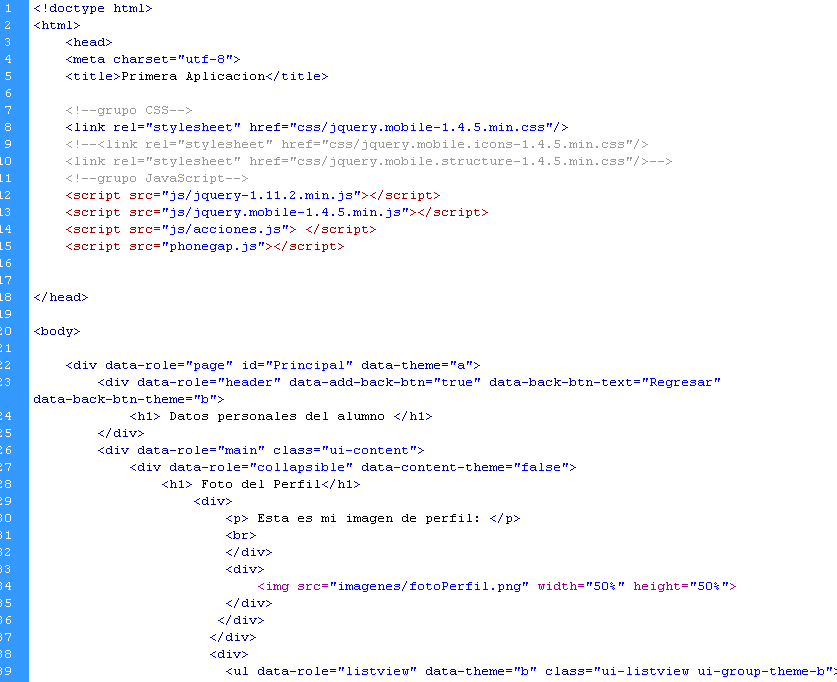 1 <!doctype html>
2 <html>
3 <head>
4 <meta charset="utf-8">
5 <title>Primera Aplicacion</title>
6
7 <!--grupo CSS-->
8 <link rel="stylesheet" href="css/jquery.mobile-1.4.5.min.css"/>
9 <!--<link rel="stylesheet" href="css/jquery.mobile.icons-1.4.5.min.css"/>
10 <link rel="stylesheet" href="css/jquery.mobile.structure-1.4.5.min.css"/>-->
11 <!--grupo JavaScript-->
12 <script src="js/jquery-1.11.2.min.js"></script>
13 <script src="js/jquery.mobile-1.4.5.min.js"></script>
14 <script src="js/acciones.js"> </script>
15 <script src="phonegap.js"></script>
16
17
18 </head>
19
20 <body>
21
22 <div data-role="page" id="Principal" data-theme="a">
23 <div data-role="header" data-add-back-btn="true" data-back-btn-text="Regresar"
data-back-btn-theme="b">
24 <h1> Datos personales del alumno </h1>
25 </div>
26 <div data-role="main" class="ui-content">
27 <div data-role="collapsible" data-content-theme="false">
28 <h1> Foto del Perfil</h1>
29 <div>
30 <p> Esta es mi imagen de perfil: </p>
31 <br>
32 </div>
33 <div>
34 <img src="imagenes/fotoPerfil.png" width="50%" height="50%">
35 </div>
36 </div>
37 </div>
38 <div>
39 <ul data-role="listview" data-theme="b" class="ui-listview ui-group-theme-b">